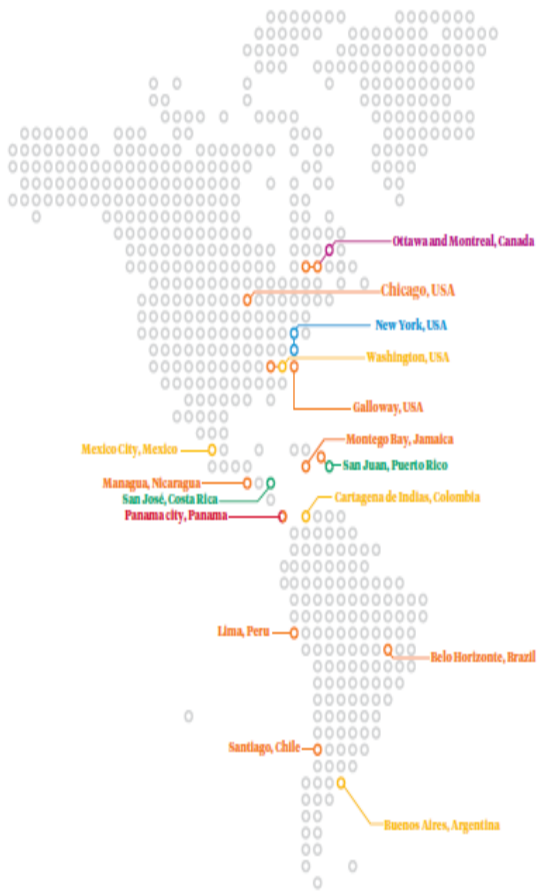 Ottawa and Montreal, Canada
Chicago, USA
New York, USA
Washington, USA
Galloway, USA
Montego Bay, Jamaica
Mexico City, Mexico
San Juan, Puerto Rico
Managua, Nicaragua
San José, Costa Rica
Cartagena de Indias, Colombia
Panama city, Panama
Lima, Peru
Belo Horizonte, Brazil
Santiago, Chile
Buenos Aires, Argentina